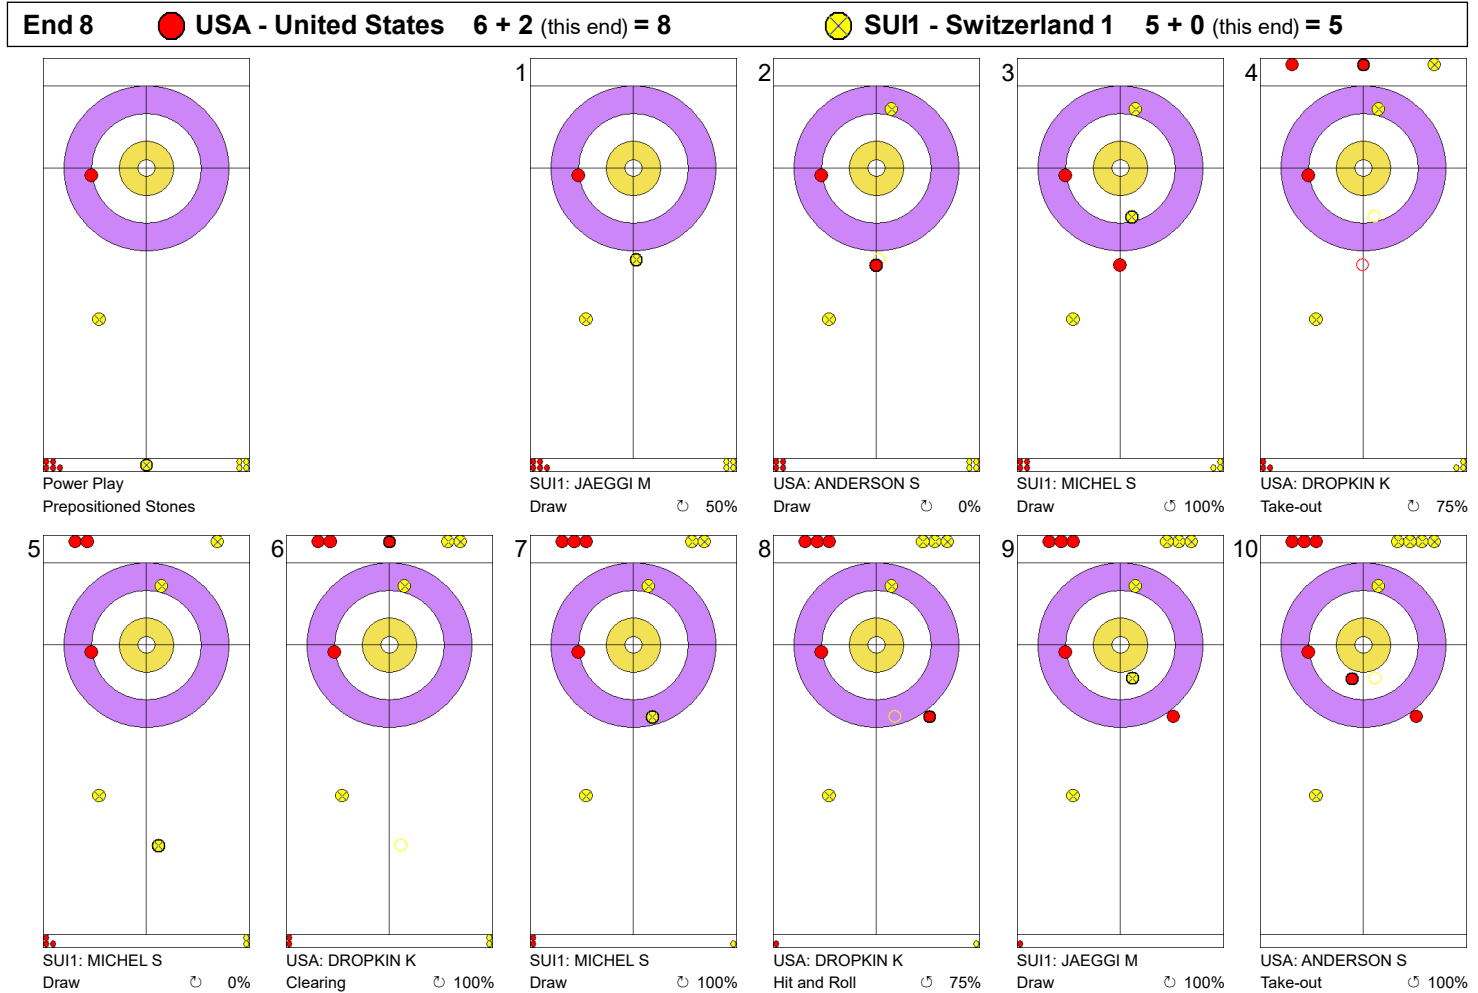 End 8 USA - United States 6 + 2 (this end) = 8 SUI1 - Switzerland 1 5 + 0 (this end) = 5
1 2 3 4
Power Play SUI1: JAEGGI M USA: ANDERSON S SUI1: MICHEL S USA: DROPKIN K
Prepositioned Stones Draw ↻ 50% Draw ↻ 0% Draw ↻ 100% Take-out ↻ 75%
5 6 7 8 9 10
SUI1: MICHEL S USA: DROPKIN K SUI1: MICHEL S USA: DROPKIN K SUI1: JAEGGI M USA: ANDERSON S
Draw ↻ 0% Clearing ↻ 100% Draw ↻ 100% Hit and Roll ↺ 75% Draw ↺ 100% Take-out ↺ 100%